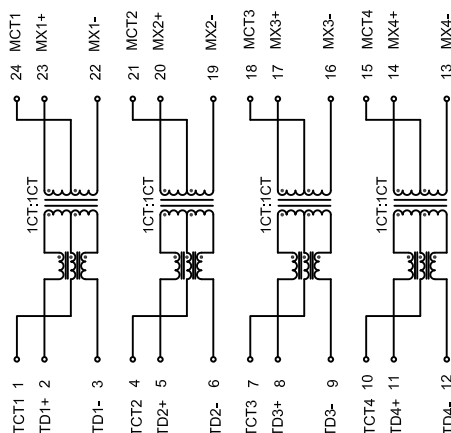 24 MCT1
23 MX1+
22 MX1-
21 MCT2
20 MX2+
19 MX2-
18 MCT3
17 MX3+
16 MX3-
15 MCT4
14 MX4+
13 MX4-
1CT:1CT
1CT:1CT
1CT:1CT
1CT:1CT
TCT1 1
TD1+ 2
TD1- 3
TCT2 4
TD2+ 5
TD2- 6
TCT3 7
TD3+ 8
TD3- 9
TCT4 10
TD4+ 11
TD4- 12